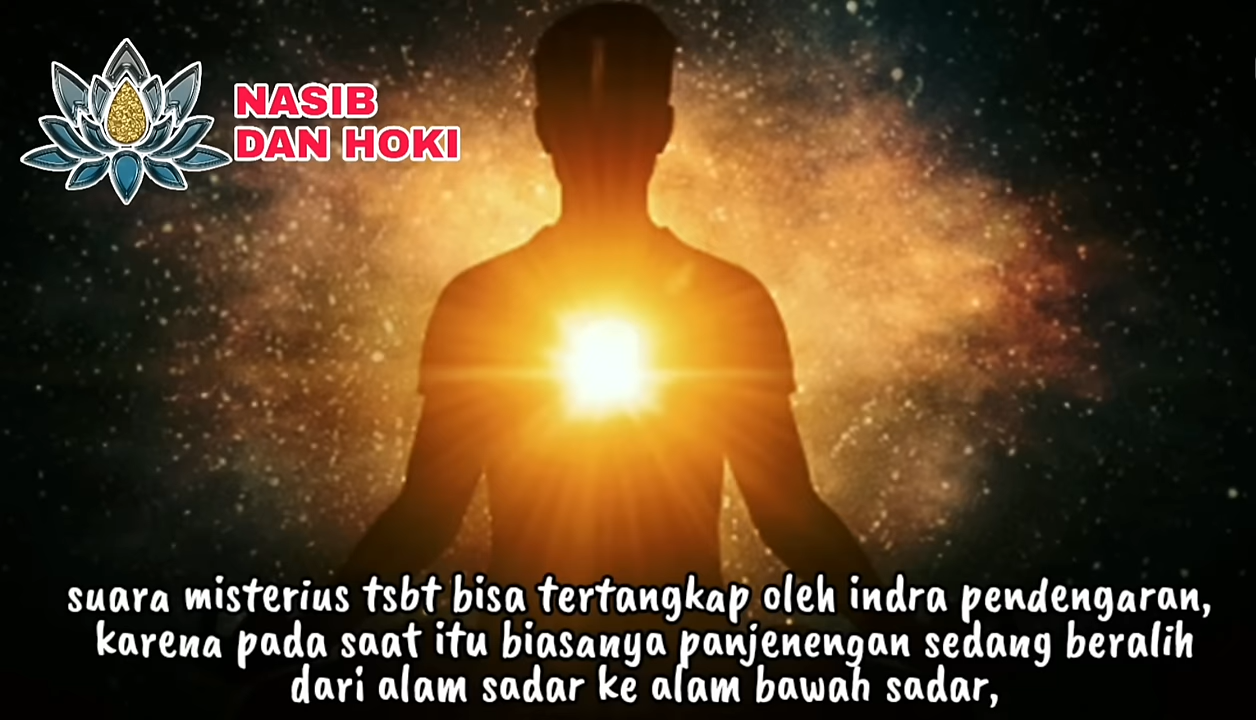 NASIB
DAN HOKI
suara misterius tsbt bisa tertangkap oleh indra pendengaran,
karena pada saat itu biasanya panjenengan sedang beralih
dari alam sadar ke alam bawah sadar,